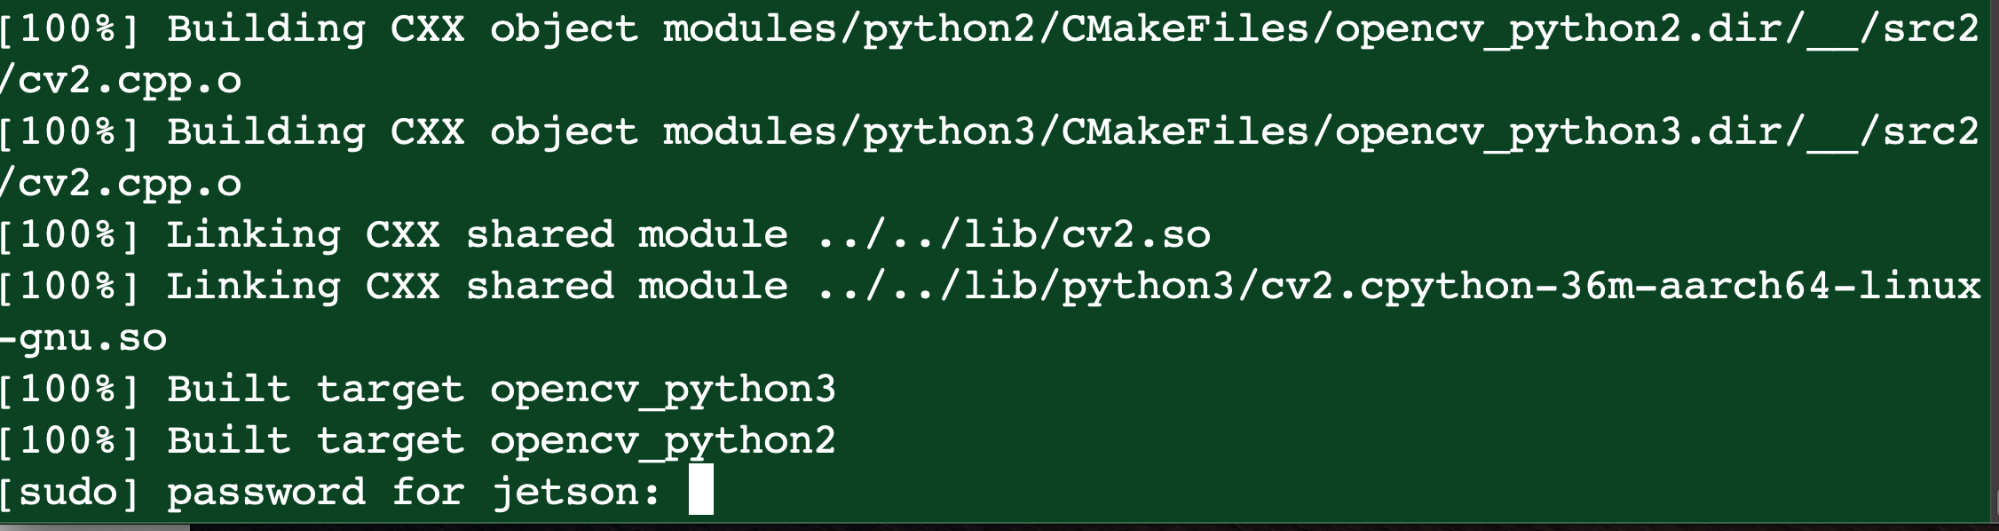 [100%] Building CXX object modules/python2/CMakeFiles/opencv_python2.dir/__/src2
/cv2.cpp.o
[100%] Building CXX object modules/python3/CMakeFiles/opencv_python3.dir/__/src2
/cv2.cpp.o
[100%] Linking CXX shared module ../../lib/cv2.so
[100%] Linking CXX shared module ../../lib/python3/cv2.cpython-36m-aarch64-linux
-gnu.so
[100%] Built target opencv_python3
[100%] Built target opencv_python2
[sudo] password for jetson: